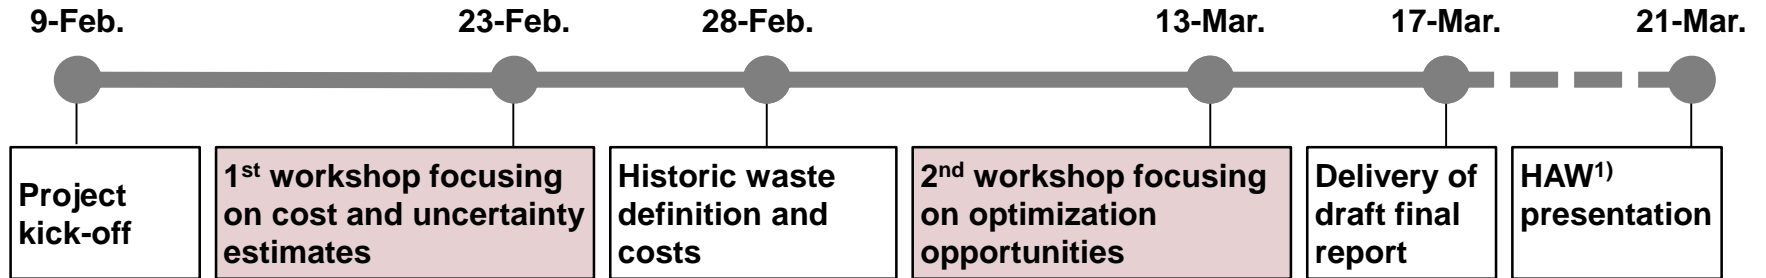 9-Feb.
23-Feb.
28-Feb.
13-Mar.
17-Mar.
21-Mar.
Project
kick-off
1st workshop focusing
on cost and uncertainty
estimates
Historic waste
definition and
costs
2nd workshop focusing
on optimization
opportunities
Delivery of
draft final
report
HAW1)
presentation